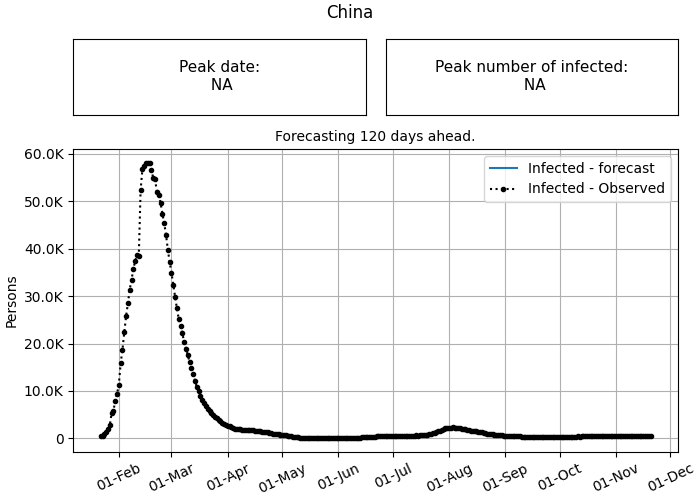 China
Peak date:
NA
Peak number of infected:
NA
Forecasting 120 days ahead.
Infected - forecast
Infected - Observed
Persons
60.0K
50.0K
40.0K
30.0K
20.0K
10.0K
0
01-Feb
01-Mar
01-Apr
01-May
01-Jun
01-Jul
01-Aug
01-Sep
01-Oct
01-Nov
01-Dec